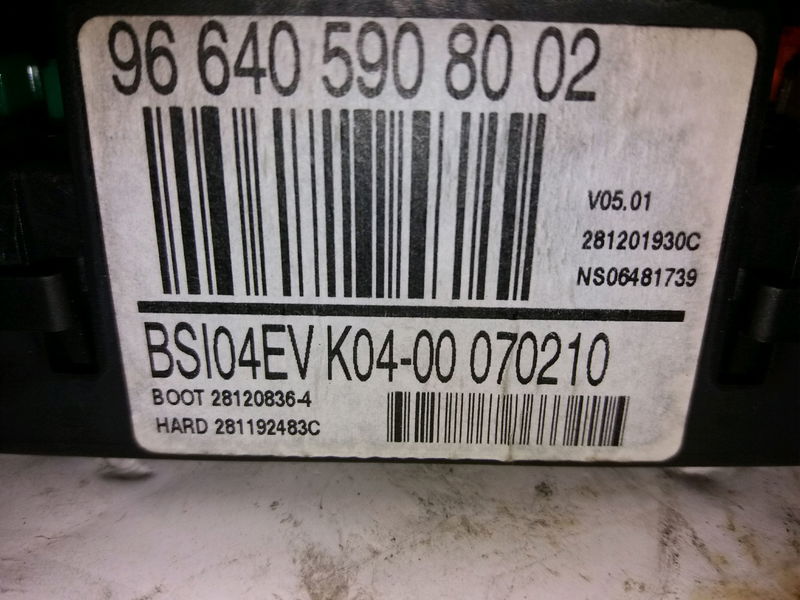 96 640 590 80 02
V05.01
281201930C
NS06481739
BSI04EV K04-00 070210
BOOT 28120836-4
HARD 281192483C